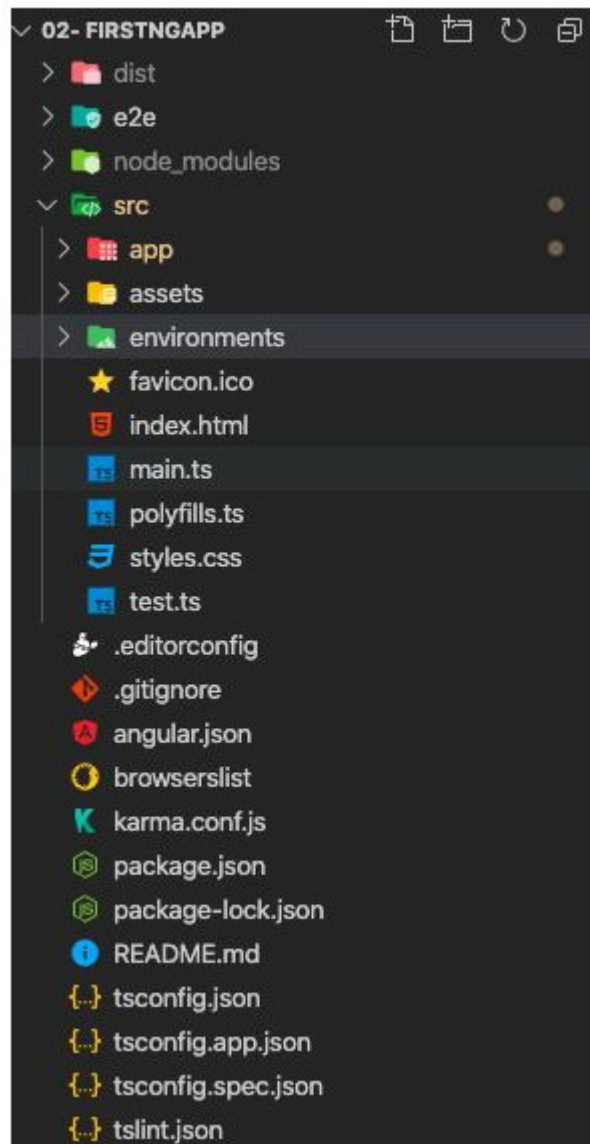 02- FIRSTNGAPP
dist
e2e
node_modules
src
app
assets
environments
favicon.ico
index.html
main.ts
polyfills.ts
styles.css
test.ts
.editorconfig
.gitignore
angular.json
browserslist
karma.conf.js
package.json
package-lock.json
README.md
tsconfig.json
tsconfig.app.json
tsconfig.spec.json
tslint.json